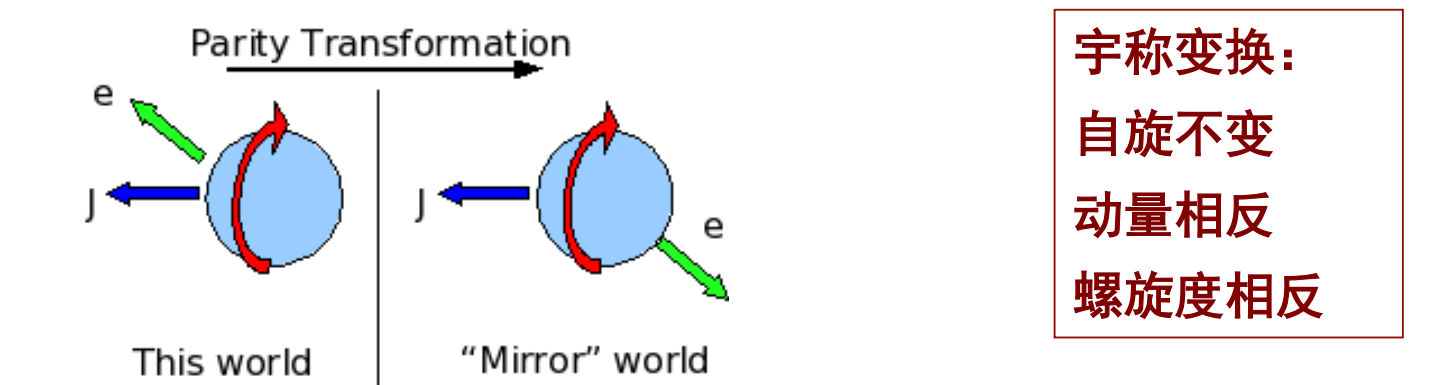 Parity Transformation
e
J
This world
J
e
“Mirror” world
宇称变换：
自旋不变
动量相反
螺旋度相反